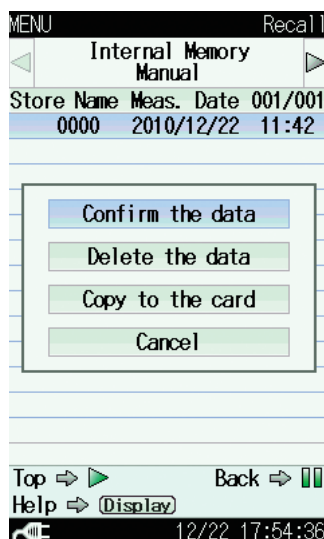 MENU Recall
Internal Memory
Manual
Store Name Meas. Date 001/001
0000 2010/12/22 11:42
Confirm the data
Delete the data
Copy to the card
Cancel
Top ⇨ ▷ Back ⇨ ▯▯
Help ⇨ Display
12/22 17:54:36